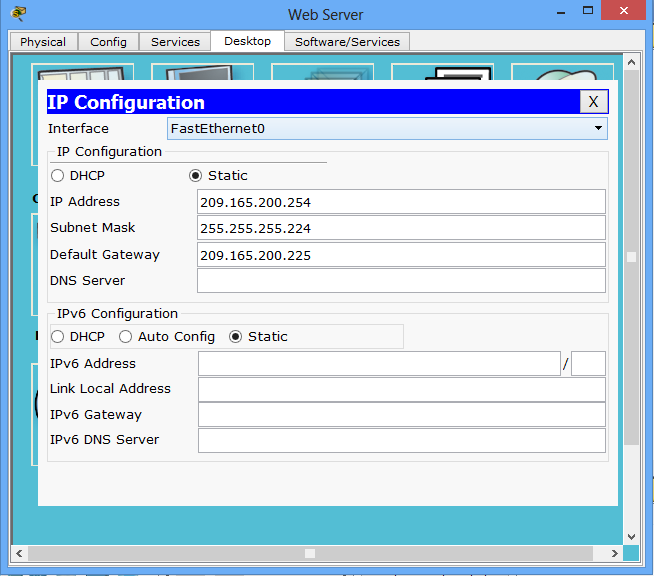 Web Server
Physical Config Services Desktop Software/Services
IP Configuration X
Interface FastEthernet0
IP Configuration
DHCP Static
IP Address 209.165.200.254
Subnet Mask 255.255.255.224
Default Gateway 209.165.200.225
DNS Server
IPv6 Configuration
DHCP Auto Config Static
IPv6 Address /
Link Local Address
IPv6 Gateway
IPv6 DNS Server